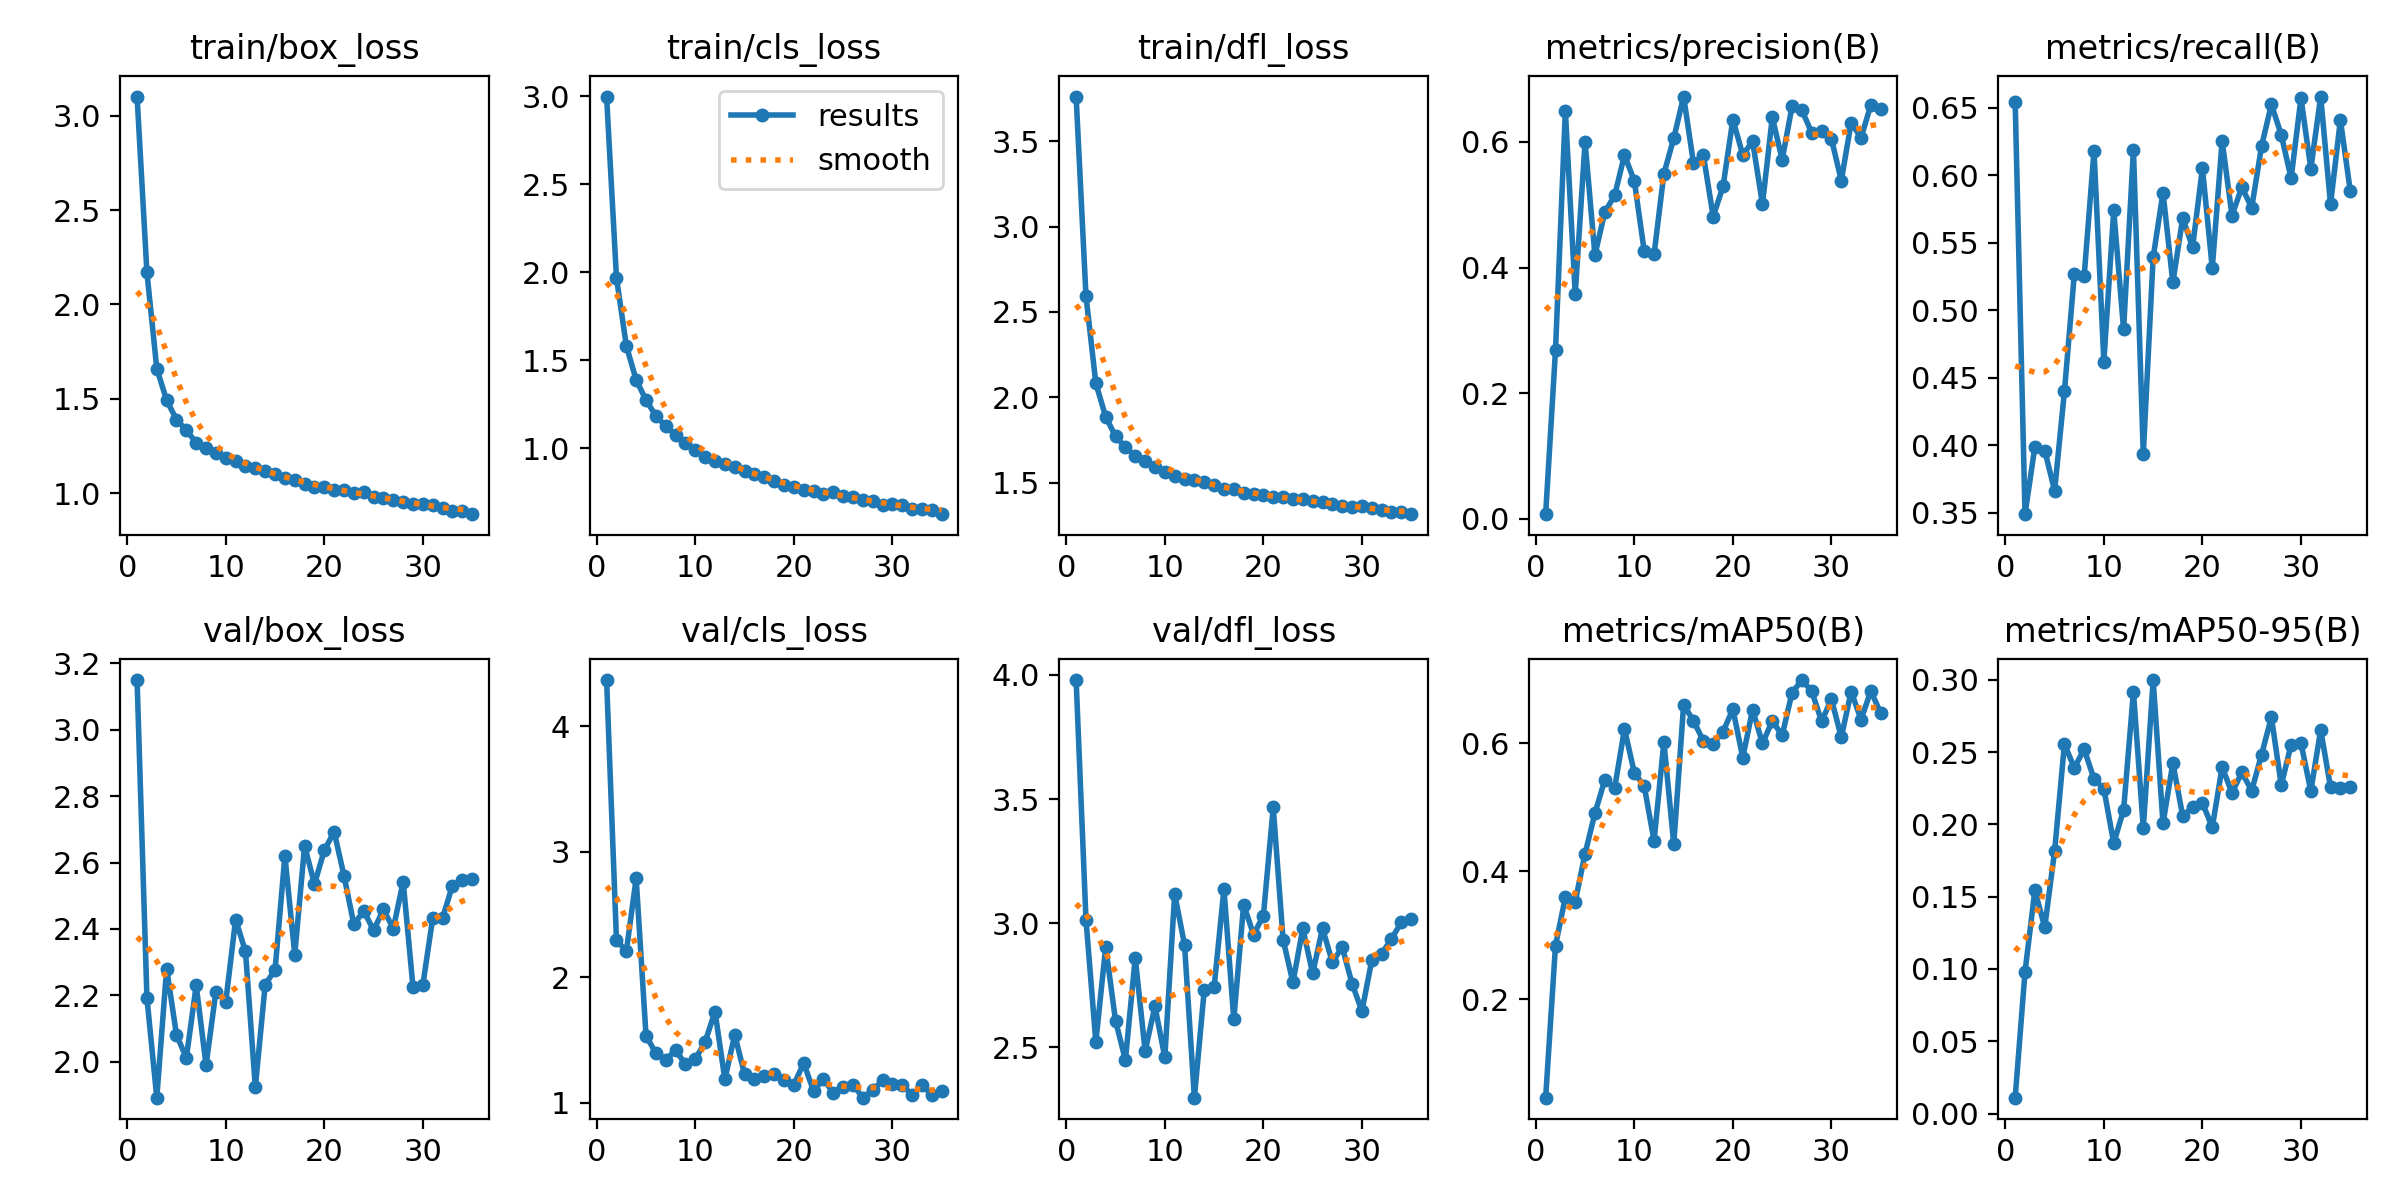 train/box_loss
3.0
2.5
2.0
1.5
1.0
0 10 20 30
train/cls_loss
results
smooth
3.0
2.5
2.0
1.5
1.0
0 10 20 30
train/dfl_loss
3.5
3.0
2.5
2.0
1.5
0 10 20 30
metrics/precision(B)
0.6
0.4
0.2
0.0
0 10 20 30
metrics/recall(B)
0.65
0.60
0.55
0.50
0.45
0.40
0.35
0 10 20 30
val/box_loss
3.2
3.0
2.8
2.6
2.4
2.2
2.0
0 10 20 30
val/cls_loss
4
3
2
1
0 10 20 30
val/dfl_loss
4.0
3.5
3.0
2.5
0 10 20 30
metrics/mAP50(B)
0.6
0.4
0.2
0 10 20 30
metrics/mAP50-95(B)
0.30
0.25
0.20
0.15
0.10
0.05
0.00
0 10 20 30